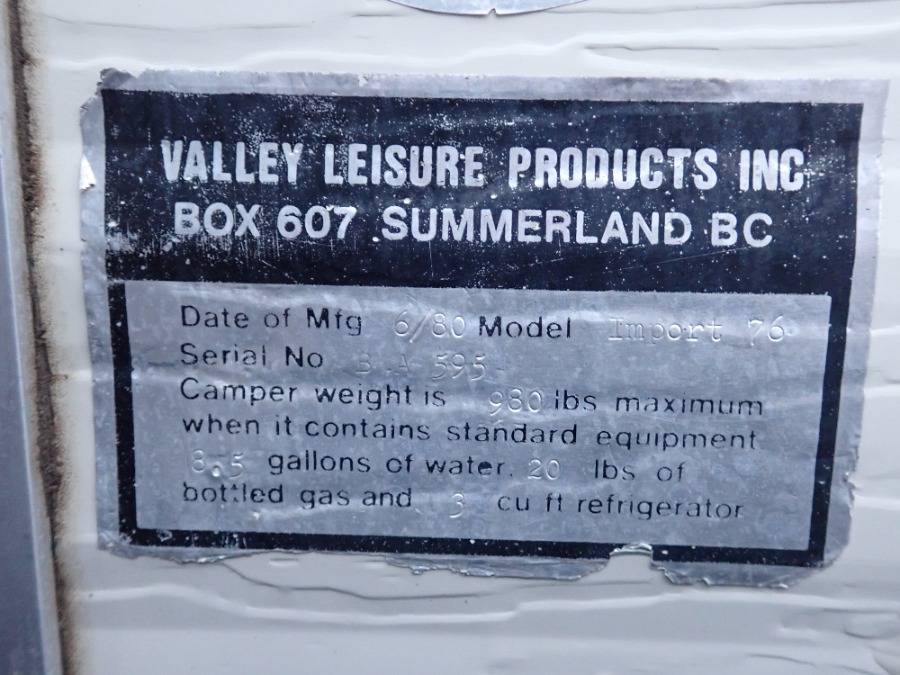 VALLEY LEISURE PRODUCTS INC
BOX 607 SUMMERLAND BC
Date of Mfg 6/80 Model Import 76
Serial No 3 A 595
Camper weight is 980 lbs maximum
when it contains standard equipment
8.5 gallons of water. 20 lbs of
bottled gas and 3 cu ft refrigerator